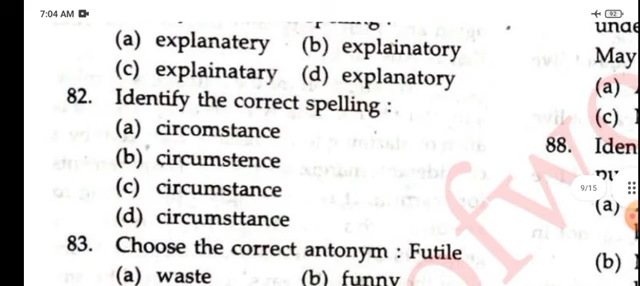 7:04 AM
92
(a) explanatery (b) explainatory
(c) explainatary (d) explanatory
82. Identify the correct spelling :
(a) circomstance
(b) circumstence
(c) circumstance
(d) circumsttance
83. Choose the correct antonym : Futile
(a) waste (b) funny
May
(a)
(c)
88. Iden
9/15
(a)
(b)